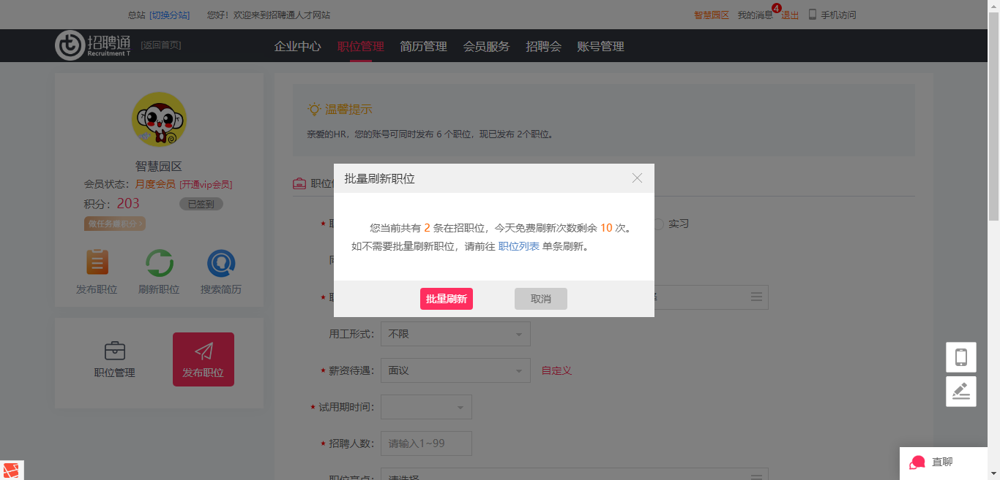 总站 [切换分站] 您好！欢迎来到招聘通人才网站 智慧园区 我的消息 4 退出 手机访问
招聘通
Recruitment T
[返回首页] 企业中心 职位管理 简历管理 会员服务 招聘会 账号管理
智慧园区
会员状态：月度会员 [开通vip会员]
积分：203 已签到
做任务赚积分 >
发布职位 刷新职位 搜索简历
职位管理 发布职位
温馨提示
亲爱的HR，您的账号可同时发布 6 个职位，现已发布 2个职位。
职位
批量刷新职位
您当前共有 2 条在招职位，今天免费刷新次数剩余 10 次。
如不需要批量刷新职位，请前往 职位列表 单条刷新。
批量刷新 取消
实习
用工形式： 不限
★ 薪资待遇： 面议 自定义
★ 试用期时间：
★ 招聘人数： 请输入1~99
职位亮点： 请选择
直聊